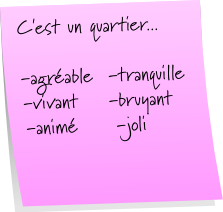 C'est un quartier...
-agréable -tranquille
-vivant -bruyant
-animé -joli